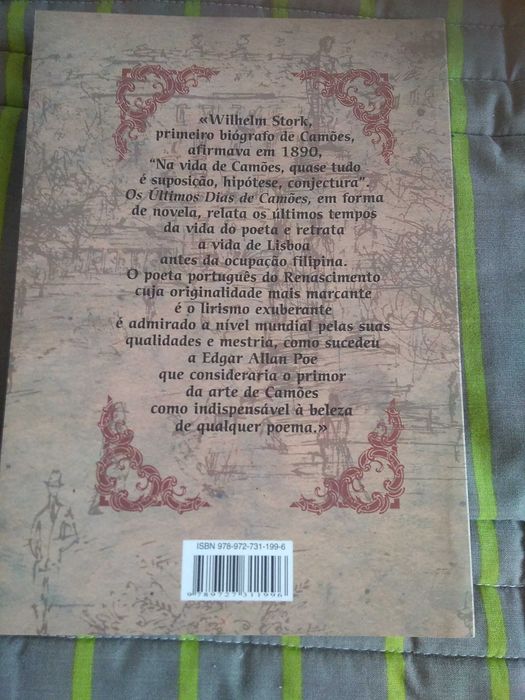 «Wilhelm Stork,
primeiro biógrafo de Camões,
afirmava em 1890,
“Na vida de Camões, quase tudo
é suposição, hipótese, conjectura”.
Os Últimos Dias de Camões, em forma
de novela, relata os últimos tempos
da vida do poeta e retrata
a vida de Lisboa
antes da ocupação filipina.
O poeta português do Renascimento
cuja originalidade mais marcante
é o lirismo exuberante
é admirado a nível mundial pelas suas
qualidades e mestria, como sucedeu
a Edgar Allan Poe
que consideraria o primor
da arte de Camões
como indispensável à beleza
de qualquer poema.»
ISBN 978-972-731-199-6
9 789727 311996